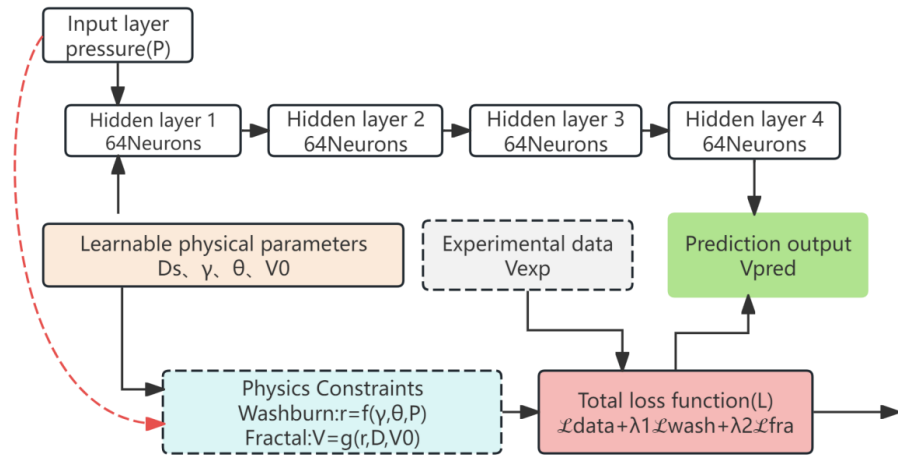 Input layer
pressure(P)
Hidden layer 1
64Neurons
Hidden layer 2
64Neurons
Hidden layer 3
64Neurons
Hidden layer 4
64Neurons
Learnable physical parameters
Ds、γ、θ、V0
Experimental data
Vexp
Prediction output
Vpred
Physics Constraints
Washburn:r=f(γ,θ,P)
Fractal:V=g(r,D,V0)
Total loss function(L)
ℒdata+λ1ℒwash+λ2ℒfra